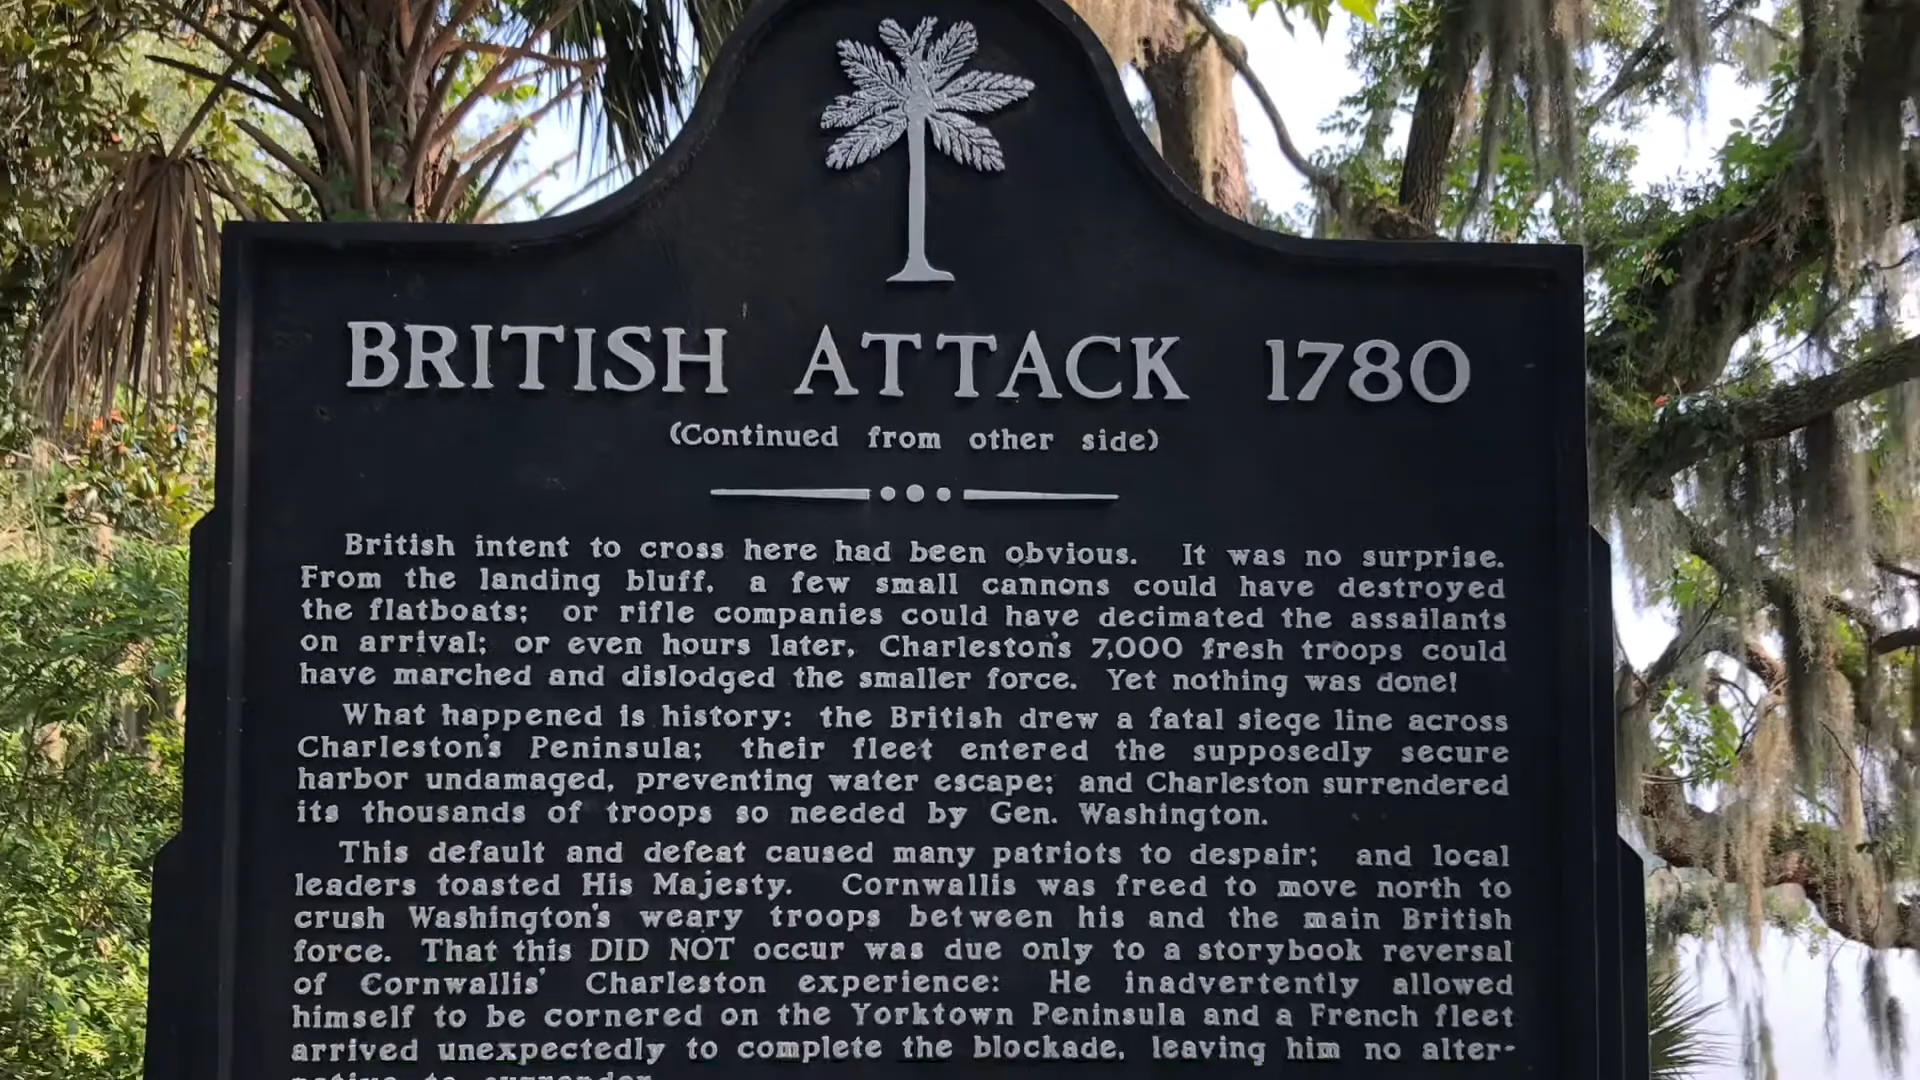 BRITISH ATTACK 1780
(Continued from other side)
British intent to cross here had been obvious. It was no surprise.
From the landing bluff, a few small cannons could have destroyed
the flatboats; or rifle companies could have decimated the assailants
on arrival; or even hours later, Charleston's 7,000 fresh troops could
have marched and dislodged the smaller force. Yet nothing was done!
What happened is history: the British drew a fatal siege line across
Charleston's Peninsula; their fleet entered the supposedly secure
harbor undamaged, preventing water escape; and Charleston surrendered
its thousands of troops so needed by Gen. Washington.
This default and defeat caused many patriots to despair; and local
leaders toasted His Majesty. Cornwallis was freed to move north to
crush Washington's weary troops between his and the main British
force. That this DID NOT occur was due only to a storybook reversal
of Cornwallis' Charleston experience: He inadvertently allowed
himself to be cornered on the Yorktown Peninsula and a French fleet
arrived unexpectedly to complete the blockade, leaving him no alter-
native to surrender.